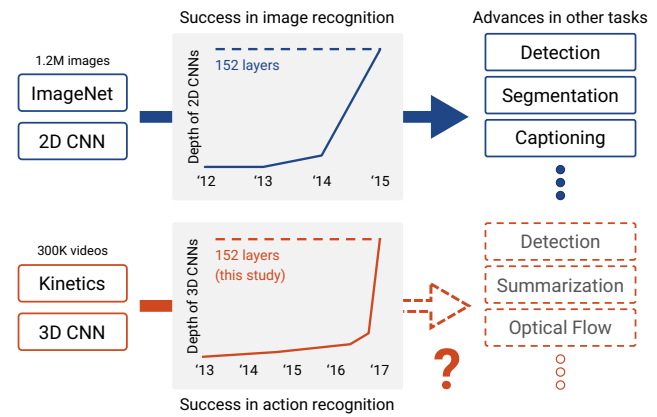 Success in image recognition
Advances in other tasks
1.2M images
ImageNet
2D CNN
Depth of 2D CNNs
152 layers
‘12
‘13
‘14
‘15
Detection
Segmentation
Captioning
300K videos
Kinetics
3D CNN
Depth of 3D CNNs
152 layers
(this study)
‘13
‘14
‘15
‘16
‘17
Success in action recognition
?
Detection
Summarization
Optical Flow